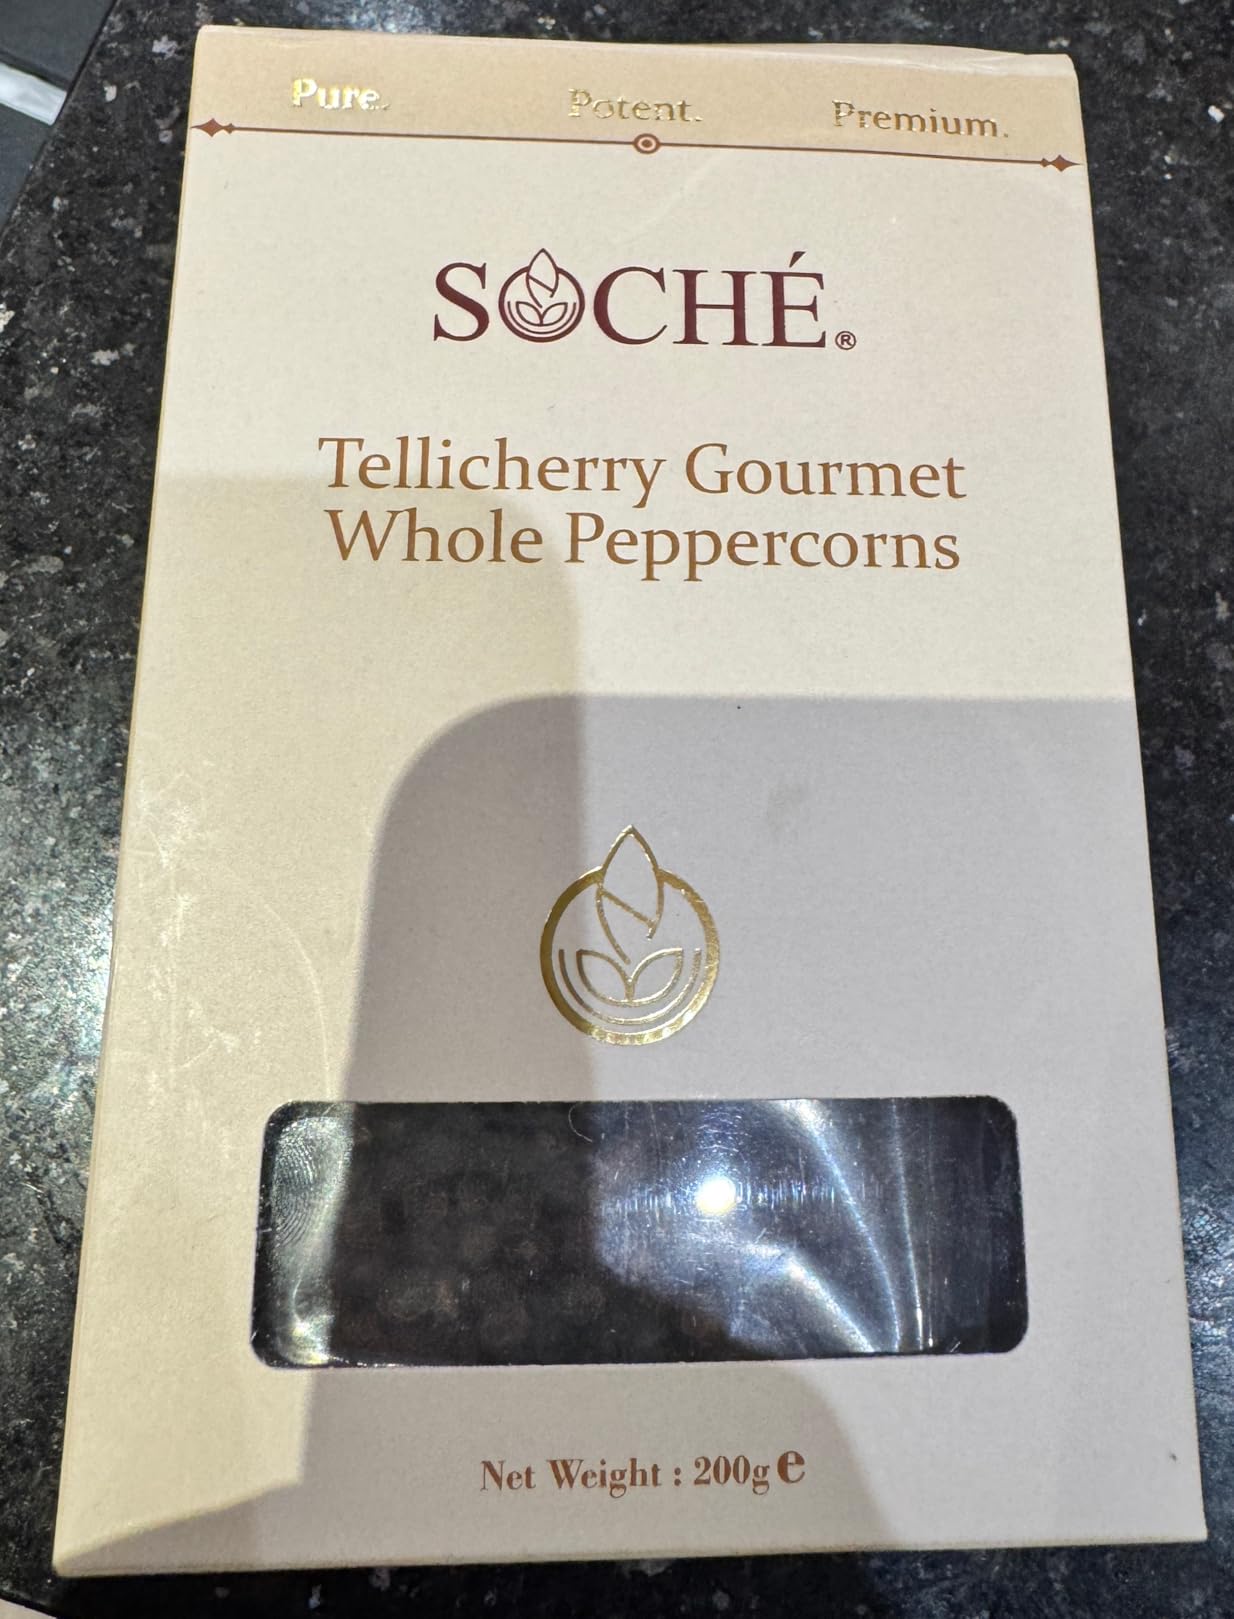 Pure. Potent. Premium.
SOCHÉ®
Tellicherry Gourmet
Whole Peppercorns
Net Weight : 200g e